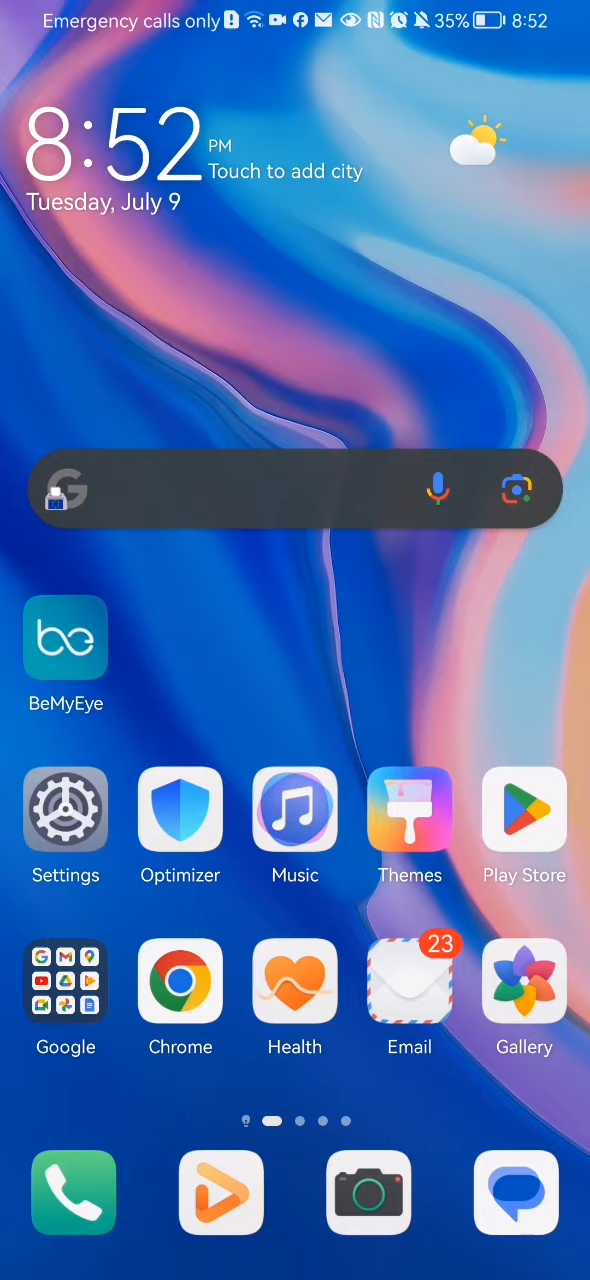 Emergency calls only 35% 8:52
8:52 PM
Touch to add city
Tuesday, July 9
BeMyEye
Settings Optimizer Music Themes Play Store
23
Google Chrome Health Email Gallery